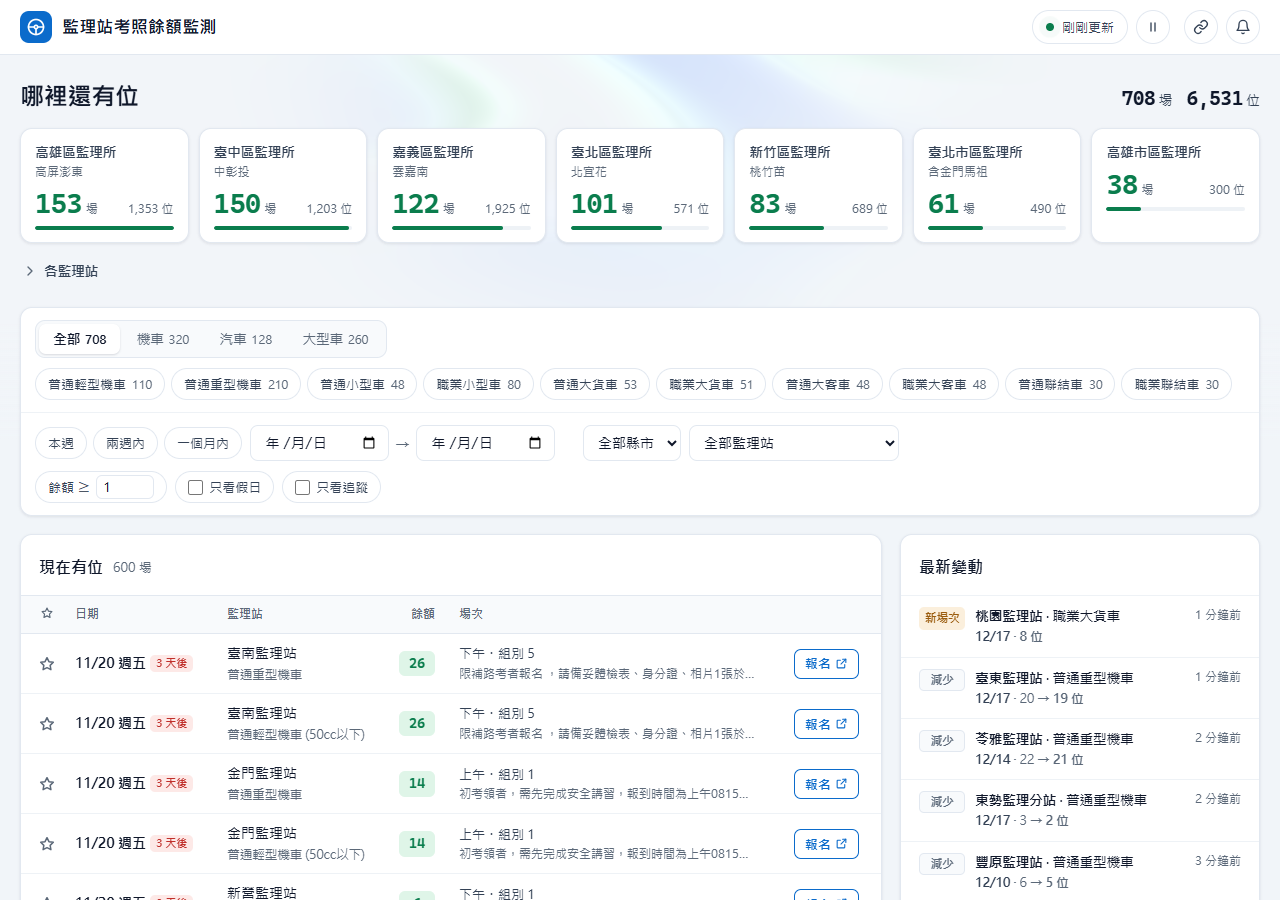 監理站考照餘額監測
剛剛更新
哪裡還有位
708 場 6,531 位
高雄區監理所
高屏澎東
153 場 1,353 位
臺中區監理所
中彰投
150 場 1,203 位
嘉義區監理所
雲嘉南
122 場 1,925 位
臺北區監理所
北宜花
101 場 571 位
新竹區監理所
桃竹苗
83 場 689 位
臺北市區監理所
含金門馬祖
61 場 490 位
高雄市區監理所
38 場 300 位
各監理站
全部 708 機車 320 汽車 128 大型車 260
普通輕型機車 110 普通重型機車 210 普通小型車 48 職業小型車 80 普通大貨車 53 職業大貨車 51 普通大客車 48 職業大客車 48 普通聯結車 30 職業聯結車 30
本週 兩週內 一個月內 年 /月/日 → 年 /月/日 全部縣市 全部監理站
餘額 ≥ 1 只看假日 只看追蹤
現在有位 600 場
日期 監理站 餘額 場次
11/20 週五 3 天後 臺南監理站 26 下午・組別 5 報名
普通重型機車 限補路考者報名 ，請備妥體檢表、身分證、相片1張於...
11/20 週五 3 天後 臺南監理站 26 下午・組別 5 報名
普通輕型機車 (50cc以下) 限補路考者報名 ，請備妥體檢表、身分證、相片1張於...
11/20 週五 3 天後 金門監理站 14 上午・組別 1 報名
普通重型機車 初考領者，需先完成安全講習，報到時間為上午0815...
11/20 週五 3 天後 金門監理站 14 上午・組別 1 報名
普通輕型機車 (50cc以下) 初考領者，需先完成安全講習，報到時間為上午0815...
新營監理站 下午・組別 1
最新變動
新場次 桃園監理站 · 職業大貨車 1 分鐘前
12/17 · 8 位
減少 臺東監理站 · 普通重型機車 1 分鐘前
12/17 · 20 → 19 位
減少 苓雅監理站 · 普通重型機車 2 分鐘前
12/14 · 22 → 21 位
減少 東勢監理分站 · 普通重型機車 2 分鐘前
12/17 · 3 → 2 位
減少 豐原監理站 · 普通重型機車 3 分鐘前
12/10 · 6 → 5 位